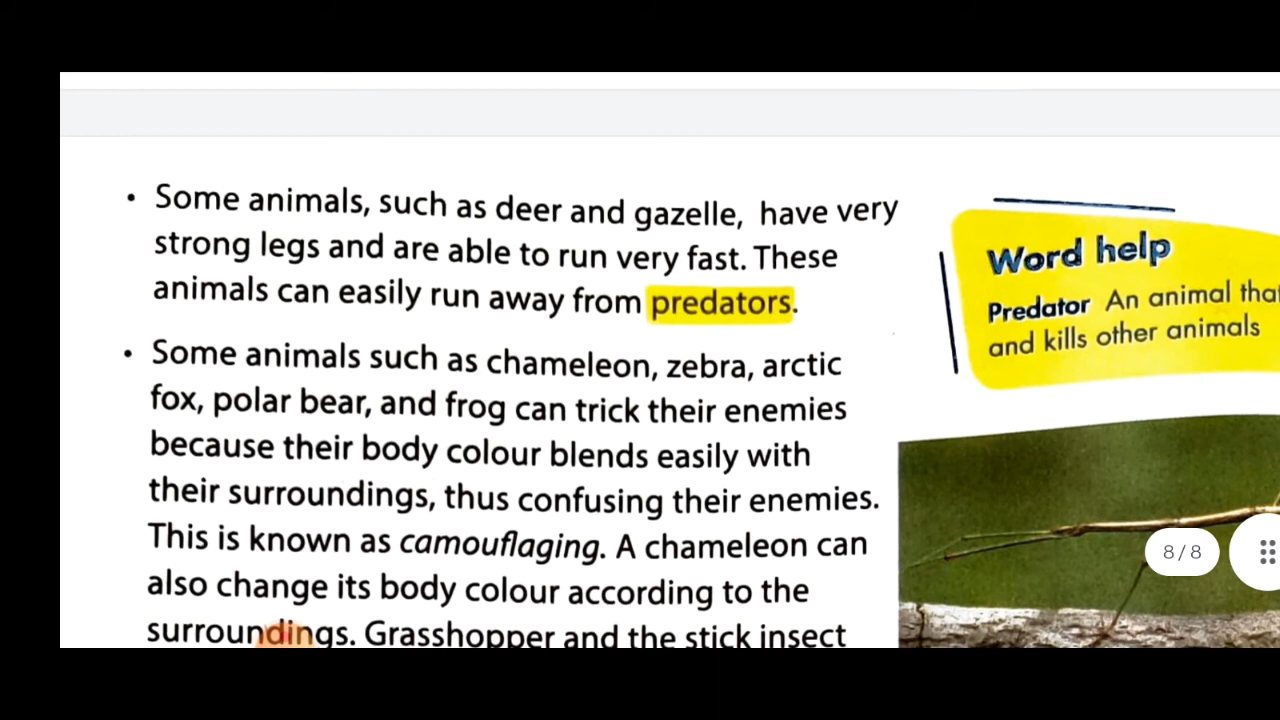 • Some animals, such as deer and gazelle, have very
strong legs and are able to run very fast. These
animals can easily run away from predators.
• Some animals such as chameleon, zebra, arctic
fox, polar bear, and frog can trick their enemies
because their body colour blends easily with
their surroundings, thus confusing their enemies.
This is known as camouflaging. A chameleon can
also change its body colour according to the
surroundings. Grasshopper and the stick insect
Word help
Predator An animal that
and kills other animals
8/8